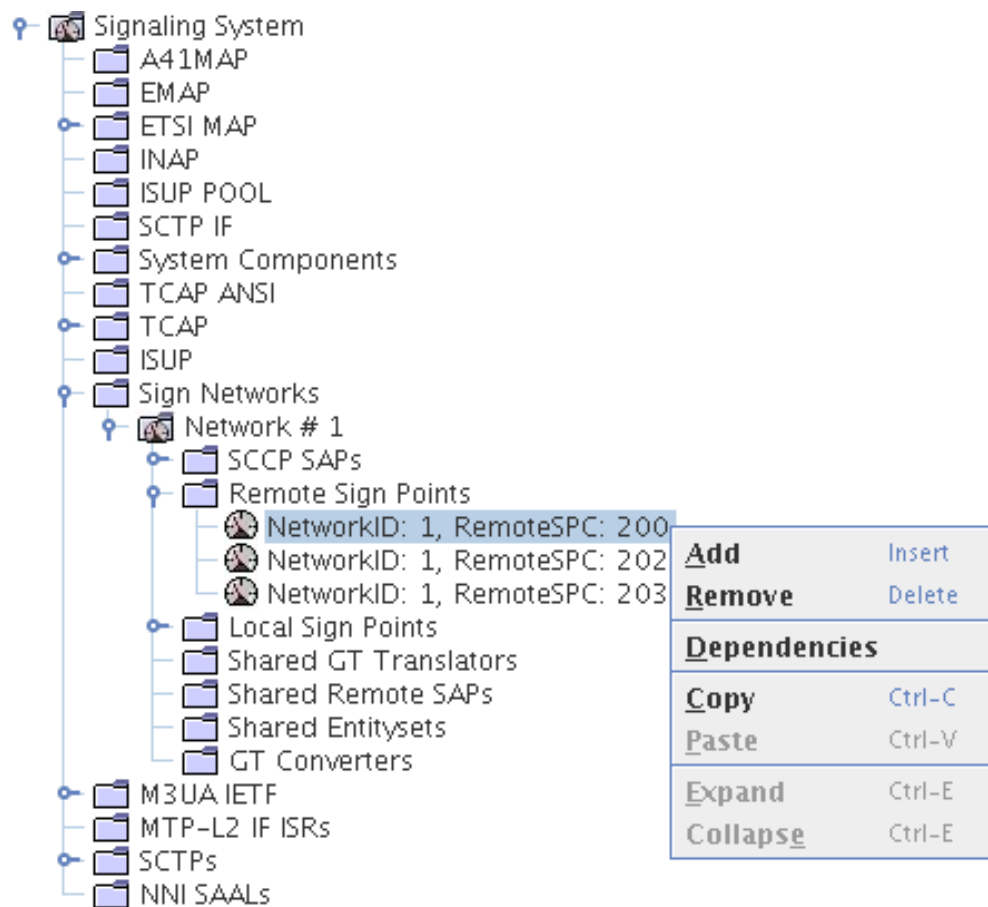 Signaling System
A41MAP
EMAP
ETSI MAP
INAP
ISUP POOL
SCTP IF
System Components
TCAP ANSI
TCAP
ISUP
Sign Networks
Network # 1
SCCP SAPs
Remote Sign Points
NetworkID: 1, RemoteSPC: 200
NetworkID: 1, RemoteSPC: 202
NetworkID: 1, RemoteSPC: 203
Local Sign Points
Shared GT Translators
Shared Remote SAPs
Shared Entitysets
GT Converters
M3UA IETF
MTP-L2 IF ISRs
SCTPs
NNI SAALs
Add Insert
Remove Delete
Dependencies
Copy Ctrl-C
Paste Ctrl-V
Expand Ctrl-E
Collapse Ctrl-E